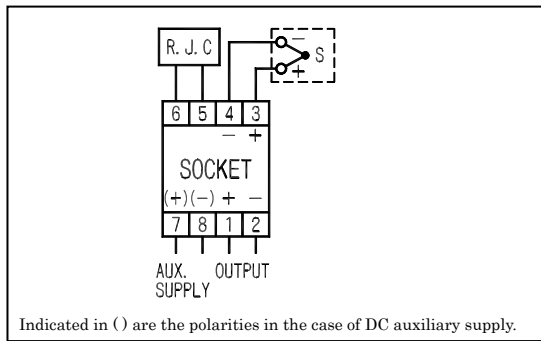 R. J. C
− S
+
6 5 4 3
− +
SOCKET
(+) (−) + −
7 8 1 2
AUX. OUTPUT
SUPPLY
Indicated in ( ) are the polarities in the case of DC auxiliary supply.